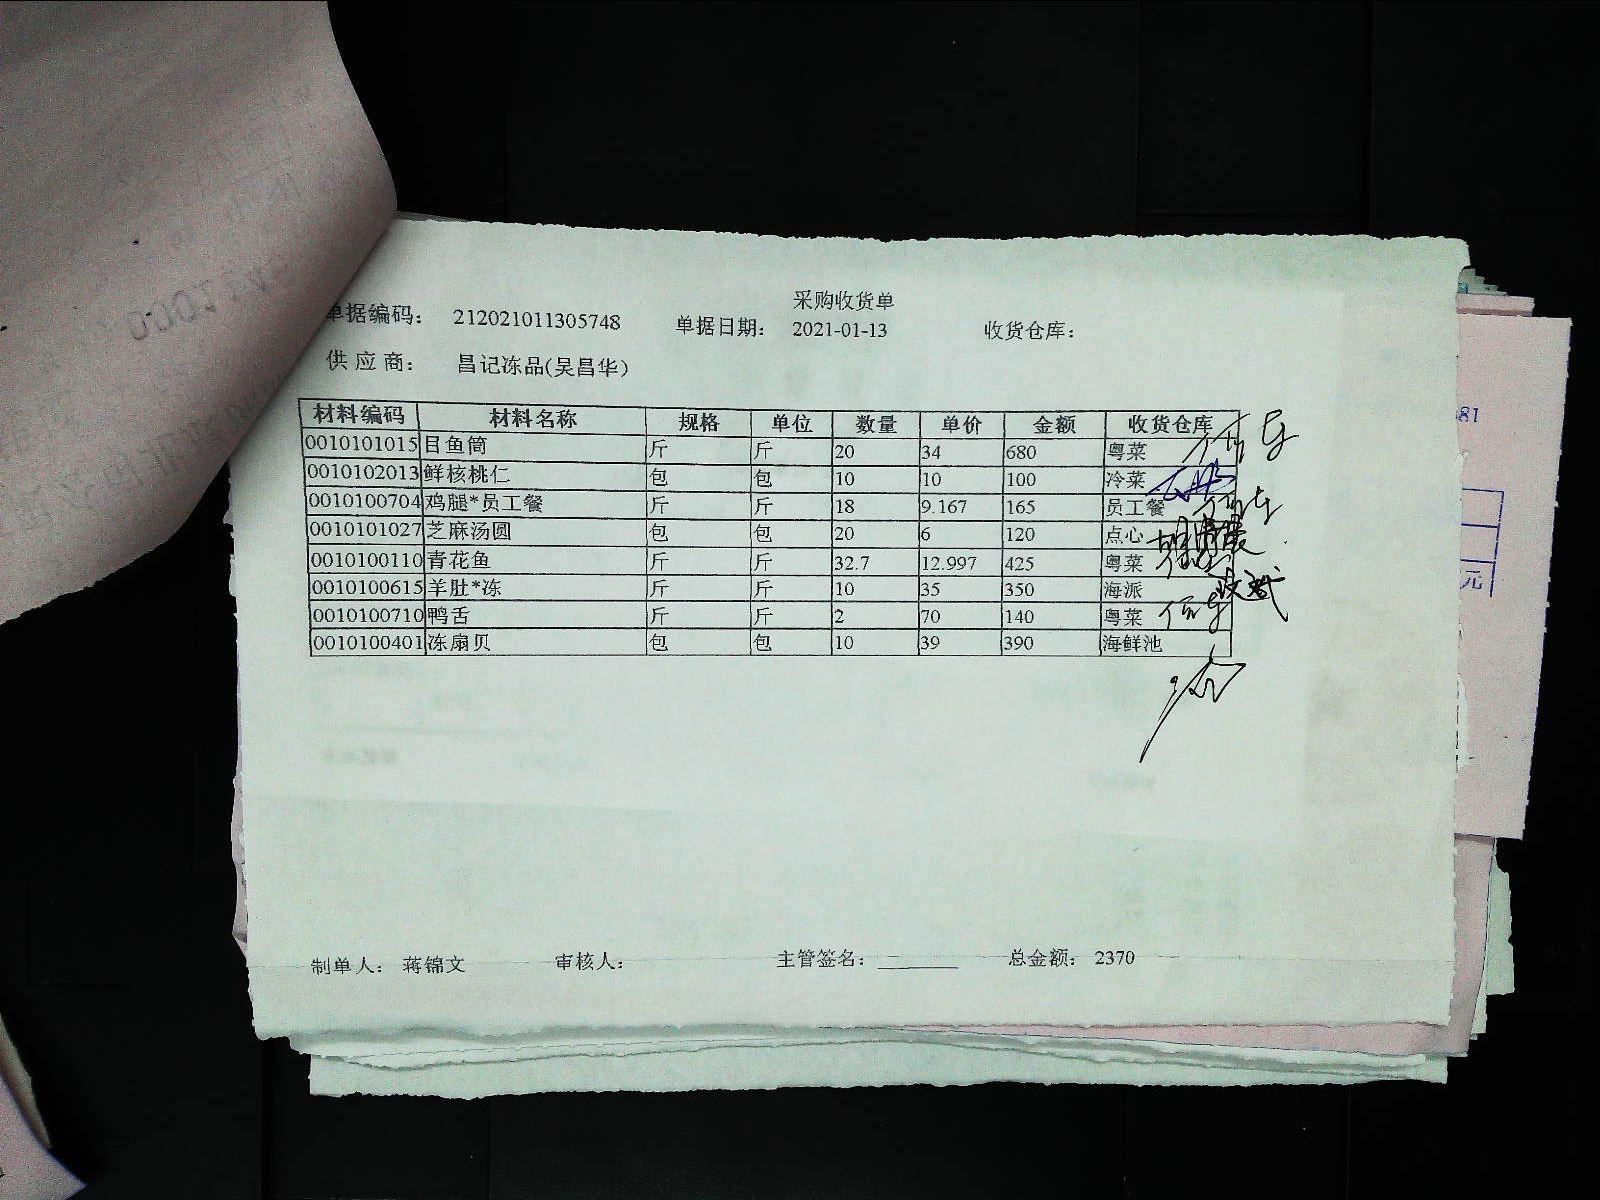 采购收货单
单据编码： 212021011305748 单据日期： 2021-01-13 收货仓库：
供 应 商： 昌记冻品(吴昌华)
材料编码 材料名称 规格 单位 数量 单价 金额 收货仓库
0010101015 目鱼筒 斤 斤 20 34 680 粤菜
0010102013 鲜核桃仁 包 包 10 10 100 冷菜
0010100704 鸡腿*员工餐 斤 斤 18 9.167 165 员工餐
0010101027 芝麻汤圆 包 包 20 6 120 点心
0010100110 青花鱼 斤 斤 32.7 12.997 425 粤菜
0010100615 羊肚*冻 斤 斤 10 35 350 海派
0010100710 鸭舌 斤 斤 2 70 140 粤菜
0010100401 冻扇贝 包 包 10 39 390 海鲜池
制单人： 蒋锦文 审核人： 主管签名： 总金额： 2370
81
元